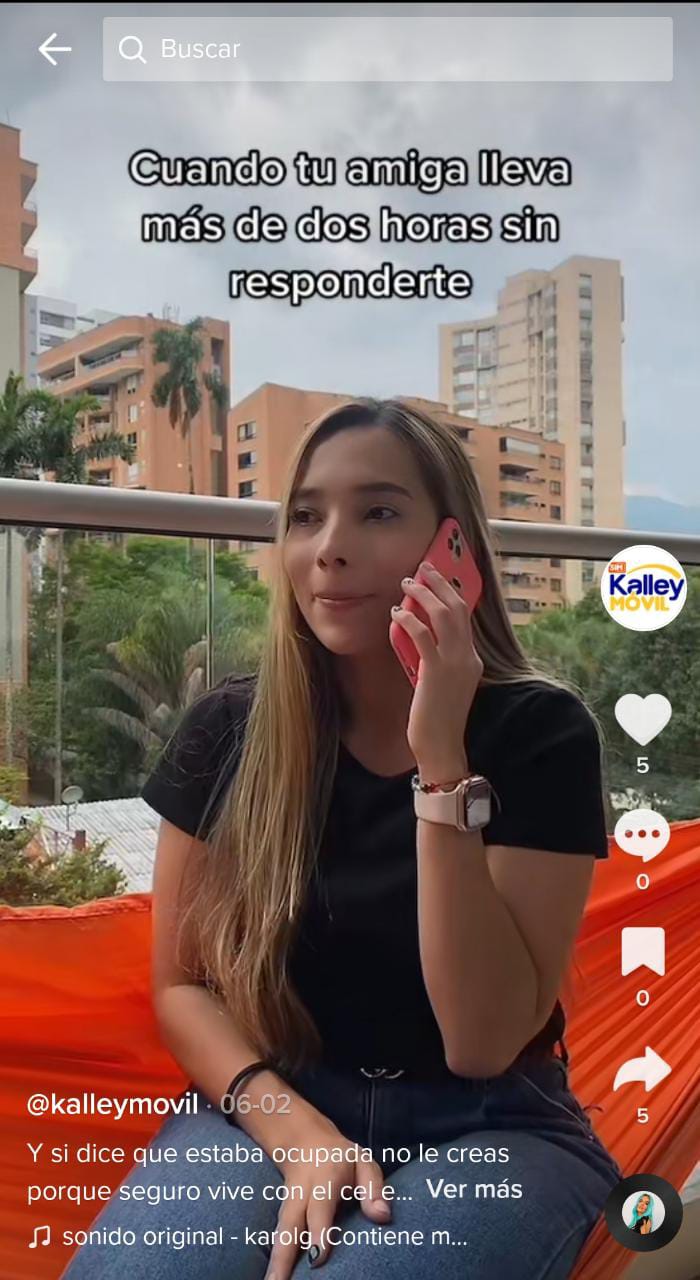 Buscar
Cuando tu amiga lleva
más de dos horas sin
responderte
SIM
Kalley
MÓVIL
5
0
0
5
@kalleymovil · 06-02
Y si dice que estaba ocupada no le creas
porque seguro vive con el cel e... Ver más
sonido original - karolg (Contiene m...